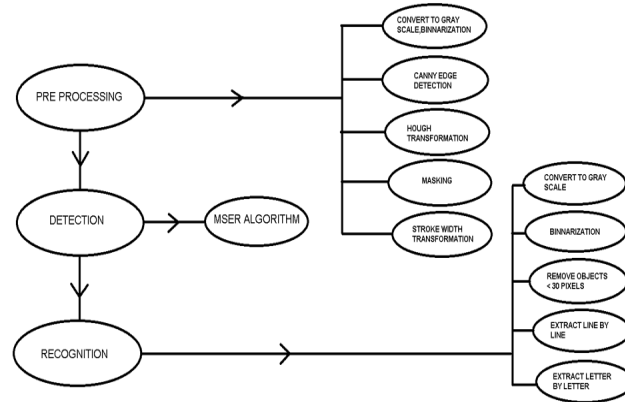 PRE PROCESSING
CONVERT TO GRAY
SCALE,BINNARIZATION
CANNY EDGE
DETECTION
HOUGH
TRANSFORMATION
MASKING
STROKE WIDTH
TRANSFORMATION
DETECTION
MSER ALGORITHM
RECOGNITION
CONVERT TO GRAY
SCALE
BINNARIZATION
REMOVE OBJECTS
< 30 PIXELS
EXTRACT LINE BY
LINE
EXTRACT LETTER
BY LETTER